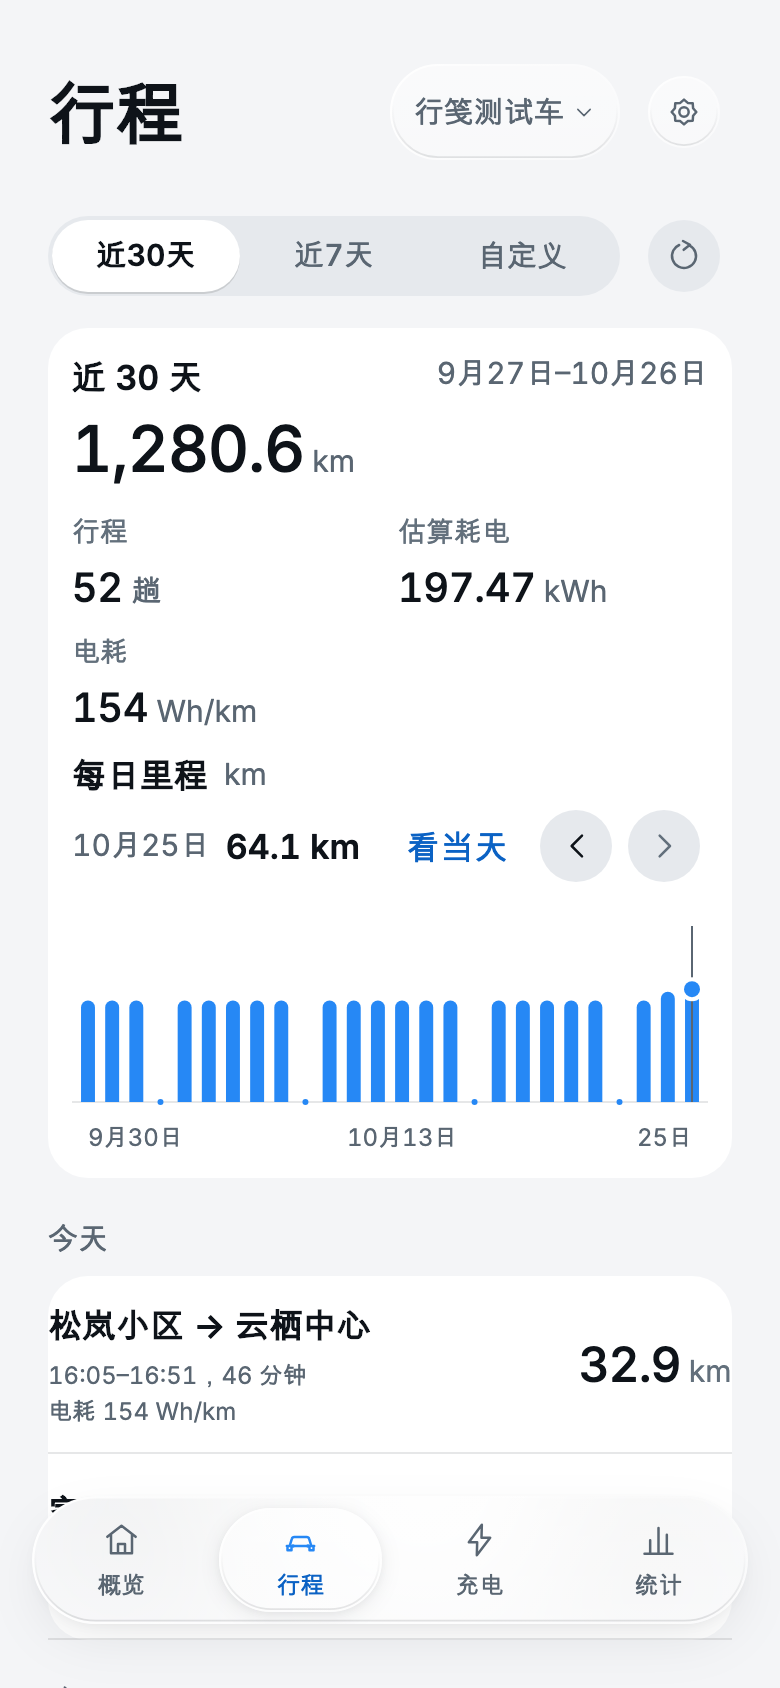 行程
行笺测试车
近30天
近7天
自定义
近 30 天
9月27日–10月26日
1,280.6 km
行程
估算耗电
52 趟
197.47 kWh
电耗
154 Wh/km
每日里程 km
10月25日 64.1 km 看当天
9月30日
10月13日
25日
今天
松岚小区 → 云栖中心
16:05–16:51，46 分钟
32.9 km
电耗 154 Wh/km
概览
行程
充电
统计